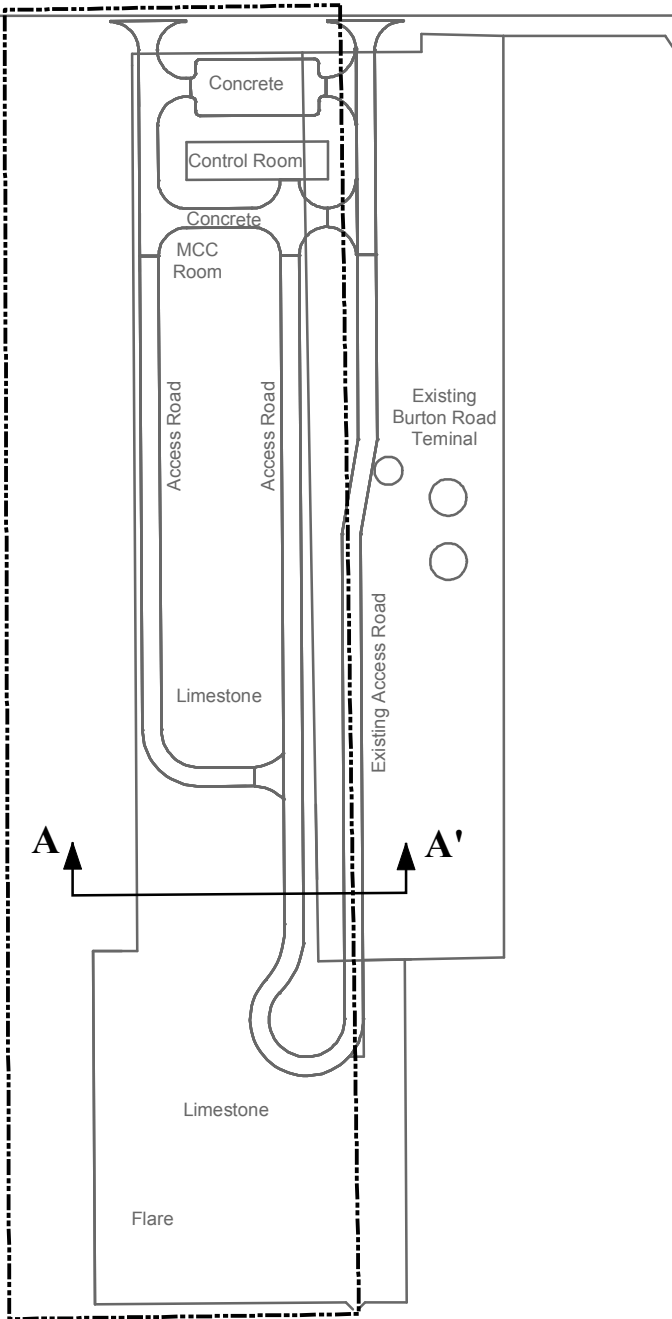 Concrete
Control Room
Concrete
MCC
Room
Access Road
Access Road
Existing
Burton Road
Teminal
Existing Access Road
Limestone
A
A'
Limestone
Flare